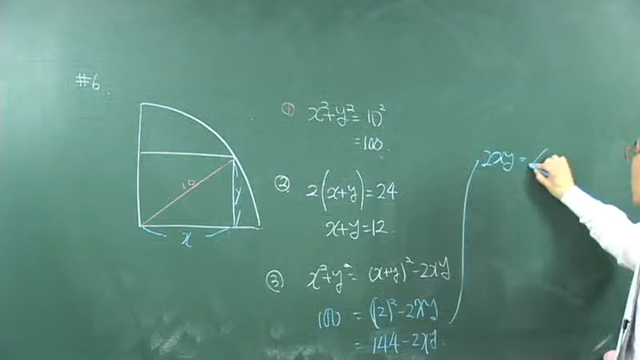 #6.
10
y
x
① x²+y²= 10²
=100.
② 2(x+y)=24
x+y=12.
③ x²+y²= (x+y)²-2xy
100 = (12)²-2xy
= 144-2xy.
2xy =